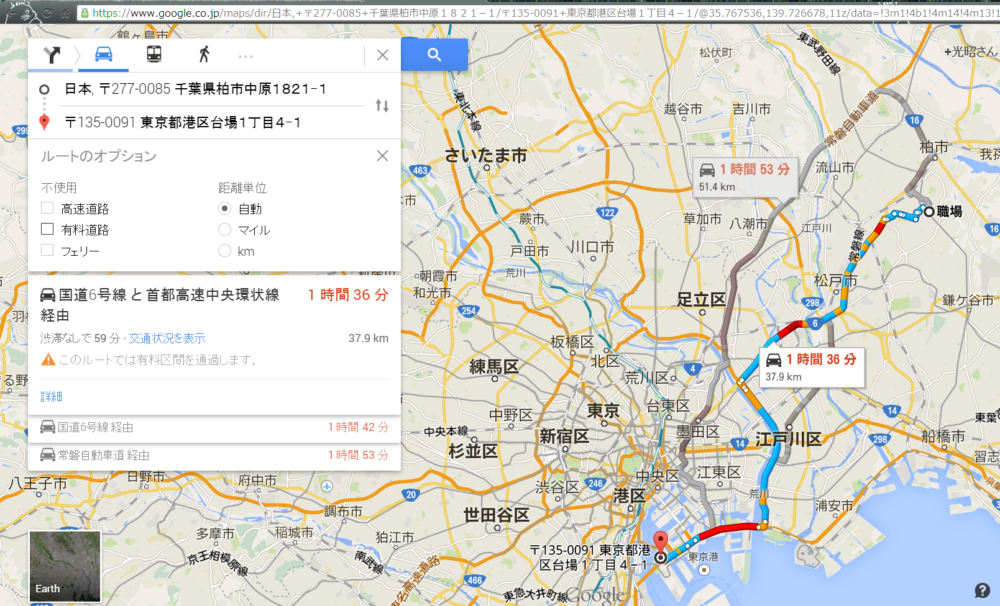 https://www.google.co.jp/maps/dir/日本,+〒277-0085+千葉県柏市中原１８２１−１/〒135-0091+東京都港区台場１丁目４−１/@35.767536,139.726678,11z/data=!3m1!4b1!4m14!4m13!1
鶴ヶ島市
日本, 〒277-0085 千葉県柏市中原1821-1
〒135-0091 東京都港区台場1丁目4-1
ルートのオプション
不使用
距離単位
高速道路
自動
有料道路
マイル
フェリー
km
国道6号線 と 首都高速中央環状線
経由
1 時間 36 分
渋滞なしで 59 分 · 交通状況を表示
37.9 km
このルートでは有料区間を通過します。
詳細
国道6号線 経由
1 時間 42 分
常磐自動車道 経由
1 時間 53 分
松伏町
東武野田線
+光昭さん
東北本線
越谷市
吉川市
常磐自動車道
16
柏市
我孫
299
さいたま市
463
1 時間 53 分
51.4 km
流山市
122
蕨市
草加市
八潮市
江戸川
職場
16
川口市
戸田市
常磐線
荒川
朝霞市
和光市
松戸市
足立区
298
鎌ケ谷市
254
6
板橋区
北区
練馬区
荒川区
4
1 時間 36 分
37.9 km
東京
台東区
中野区
14
東葉
中央本線
新宿区
墨田区
杉並区
14
江戸川区
298
船橋市
習志
八王子市
日野市
府中市
渋谷区
246
中央区
江東区
20
港区
荒川
浦安市
調布市
世田谷区
多摩市
稲城市
狛江市
〒135-0091 東京都港
区台場１丁目４−１
東京港
京王相模原線
南武線
東名高速道路
466
東急大井町線
Google
Earth